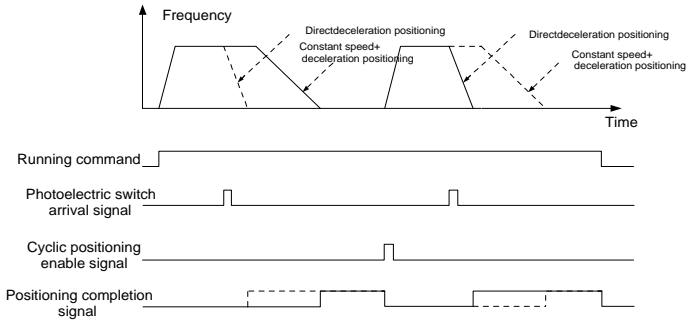 Frequency
Directdeceleration positioning
Constant speed+
deceleration positioning
Directdeceleration positioning
Constant speed+
deceleration positioning
Time
Running command
Photoelectric switch
arrival signal
Cyclic positioning
enable signal
Positioning completion
signal